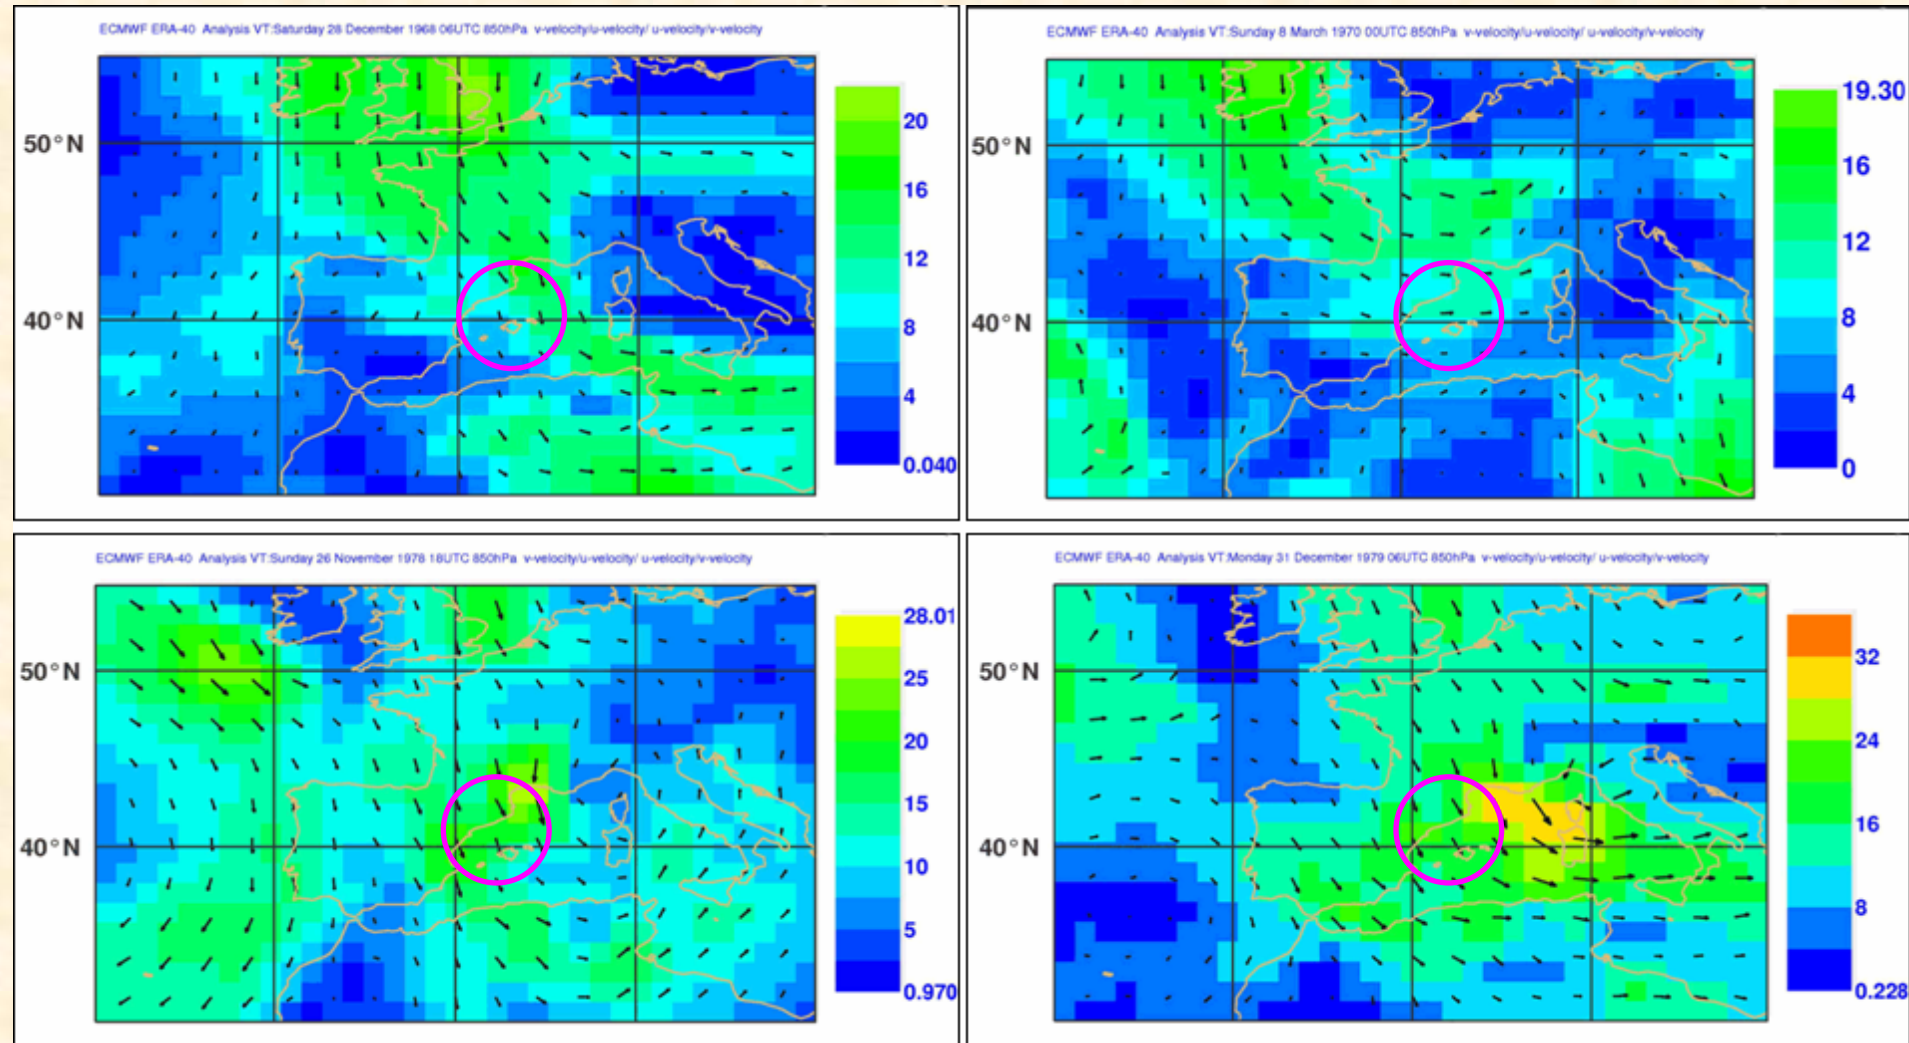 ECMWF ERA-40 Analysis VT:Saturday 28 December 1968 06UTC 850hPa v-velocity/u-velocity/ u-velocity/v-velocity
50°N
40°N
20
16
12
8
4
0.040
ECMWF ERA-40 Analysis VT:Sunday 8 March 1970 00UTC 850hPa v-velocity/u-velocity/ u-velocity/v-velocity
50°N
40°N
19.30
16
12
8
4
0
ECMWF ERA-40 Analysis VT:Sunday 26 November 1978 18UTC 850hPa v-velocity/u-velocity/ u-velocity/v-velocity
50°N
40°N
28.01
25
20
15
10
5
0.970
ECMWF ERA-40 Analysis VT:Monday 31 December 1979 06UTC 850hPa v-velocity/u-velocity/ u-velocity/v-velocity
50°N
40°N
32
24
16
8
0.228